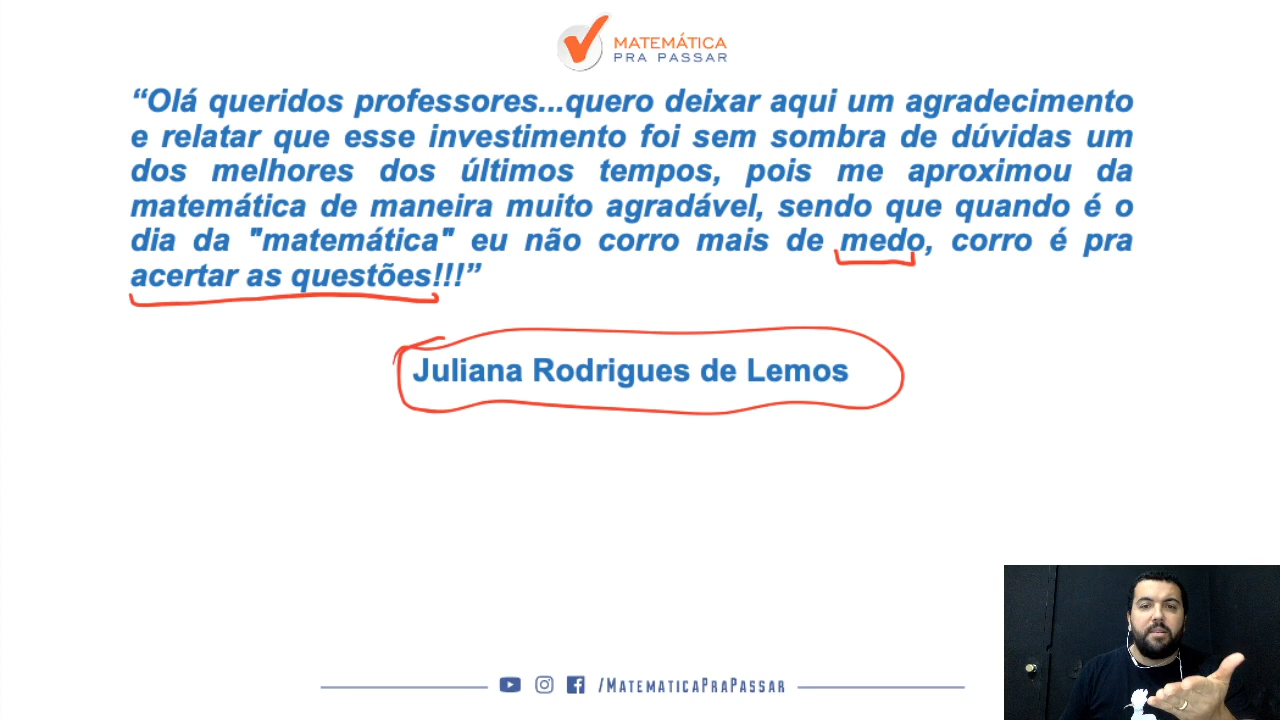 MATEMÁTICA
PRA PASSAR
“Olá queridos professores...quero deixar aqui um agradecimento
e relatar que esse investimento foi sem sombra de dúvidas um
dos melhores dos últimos tempos, pois me aproximou da
matemática de maneira muito agradável, sendo que quando é o
dia da "matemática" eu não corro mais de medo, corro é pra
acertar as questões!!!”
Juliana Rodrigues de Lemos
/MATEMATICAPRAPASSAR